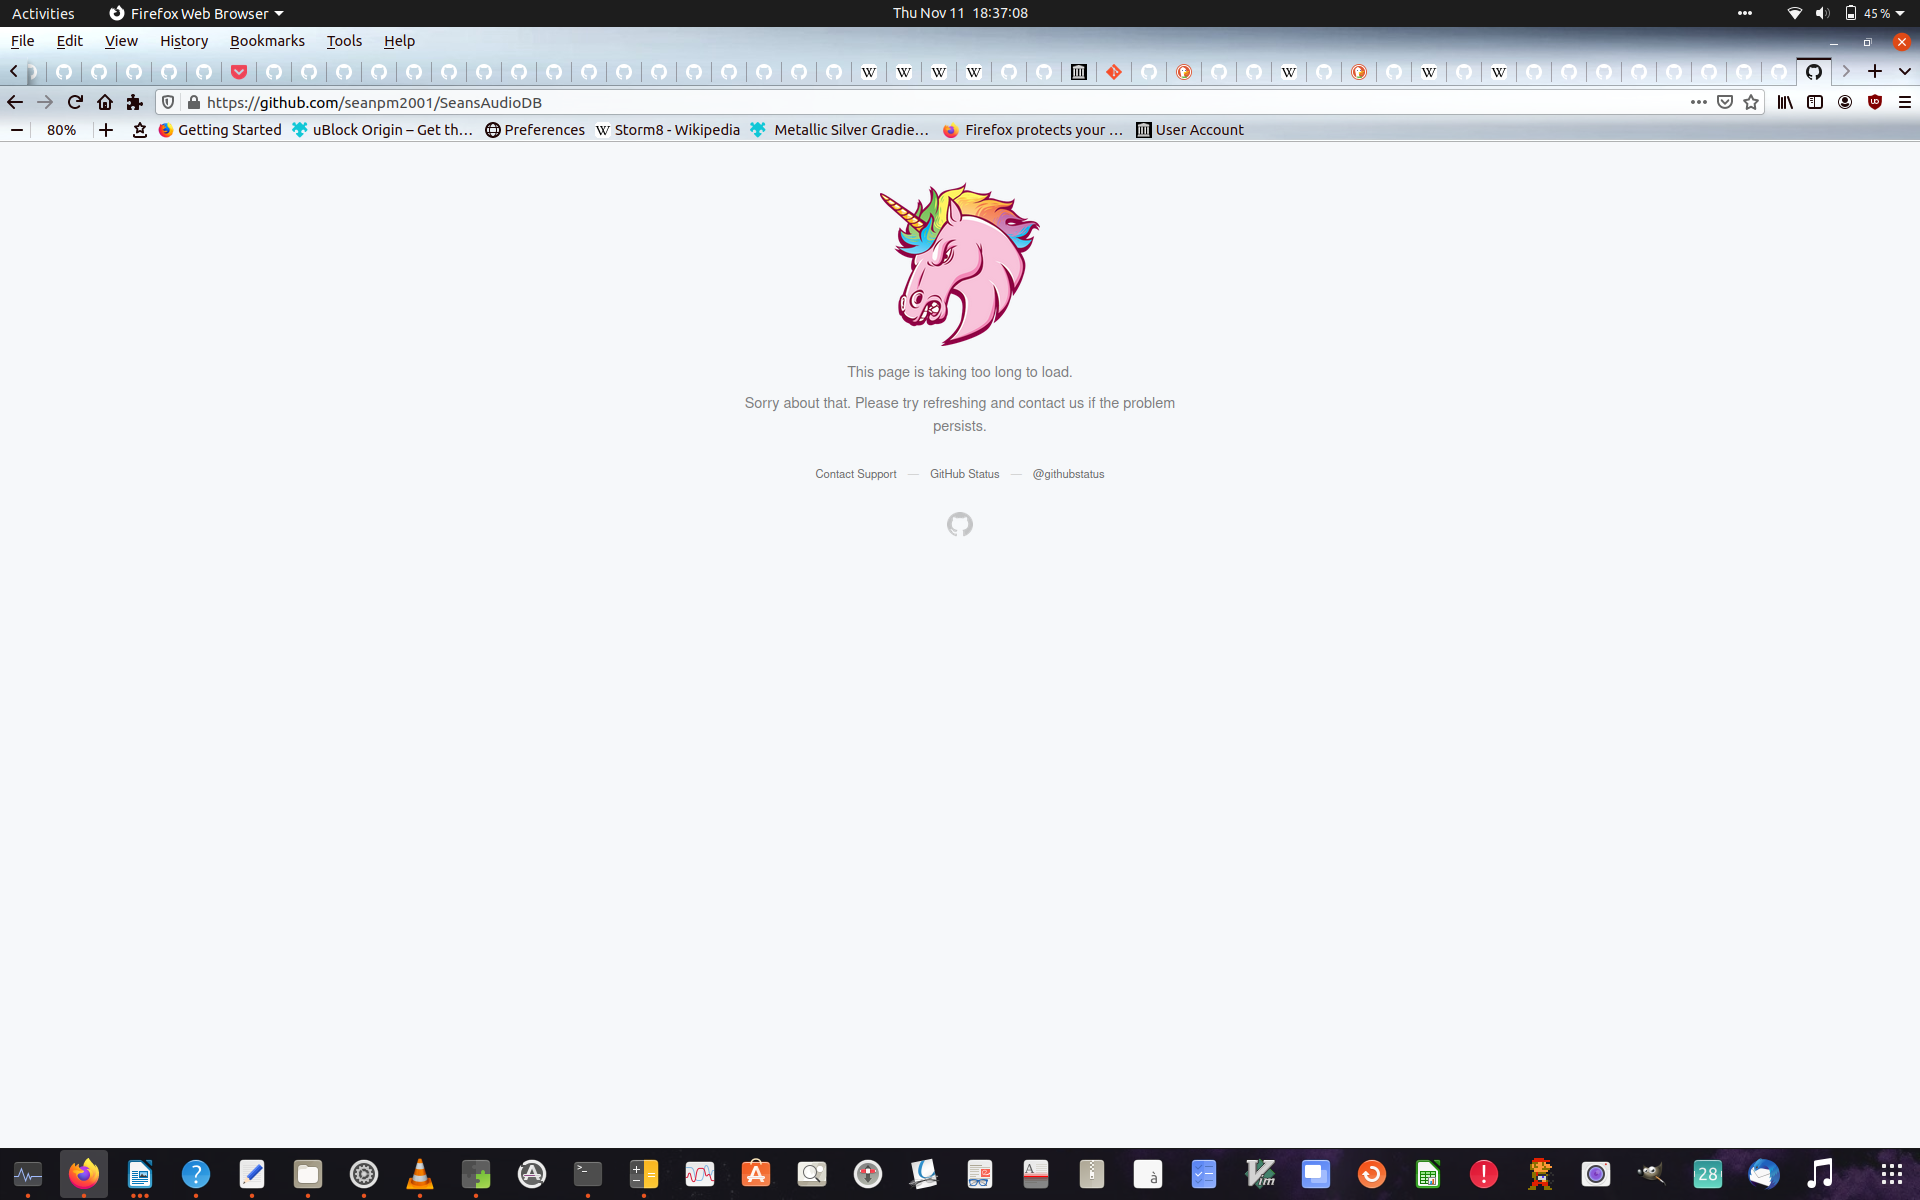 Activities Firefox Web Browser Thu Nov 11 18:37:08 45 %
File Edit View History Bookmarks Tools Help
https://github.com/seanpm2001/SeansAudioDB
80% Getting Started uBlock Origin – Get th… Preferences Storm8 - Wikipedia Metallic Silver Gradie… Firefox protects your … User Account
This page is taking too long to load.
Sorry about that. Please try refreshing and contact us if the problem
persists.
Contact Support — GitHub Status — @githubstatus
28